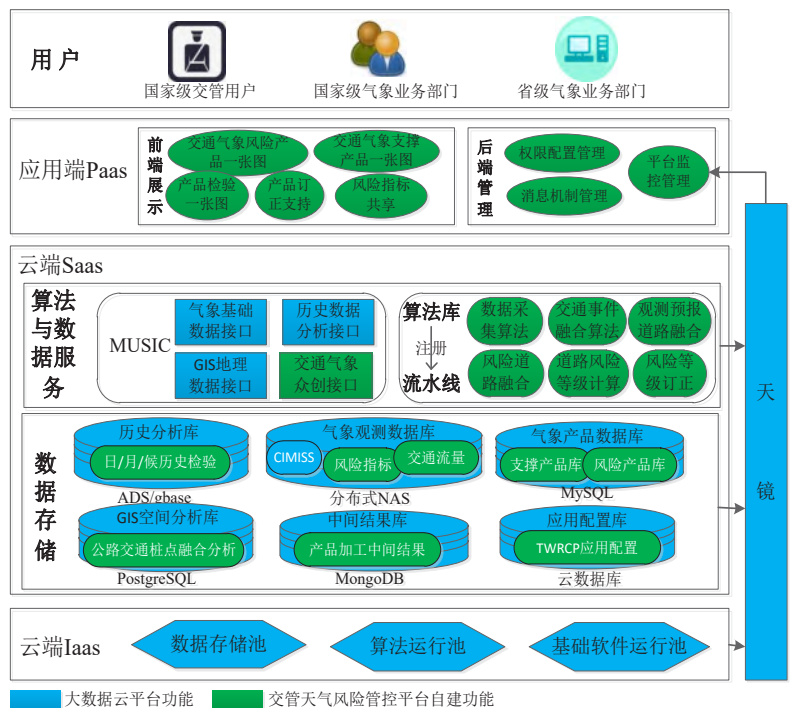 用户
国家级交管用户
国家级气象业务部门
省级气象业务部门
应用端Paas
前端展示
交通气象风险产
品一张图
交通气象支撑
产品一张图
产品检验
一张图
产品订
正支持
风险指标
共享
后端管理
权限配置管理
消息机制管理
平台监
控管理
云端Saas
算法
与数
据服
务
MUSIC
气象基础
数据接口
历史数据
分析接口
GIS地理
数据接口
交通气象
众创接口
算法库
注册
流水线
数据采
集算法
交通事件
融合算法
观测预报
道路融合
风险道
路融合
道路风险
等级计算
风险等
级订正
数据存储
历史分析库
日/月/候历史检验
ADS/gbase
气象观测数据库
CIMISS
风险指标
交通流量
分布式NAS
气象产品数据库
支撑产品库
风险产品库
MySQL
GIS空间分析库
公路交通桩点融合分析
PostgreSQL
中间结果库
产品加工中间结果
MongoDB
应用配置库
TWRCP应用配置
云数据库
天
镜
云端Iaas
数据存储池
算法运行池
基础软件运行池
大数据云平台功能
交管天气风险管控平台自建功能